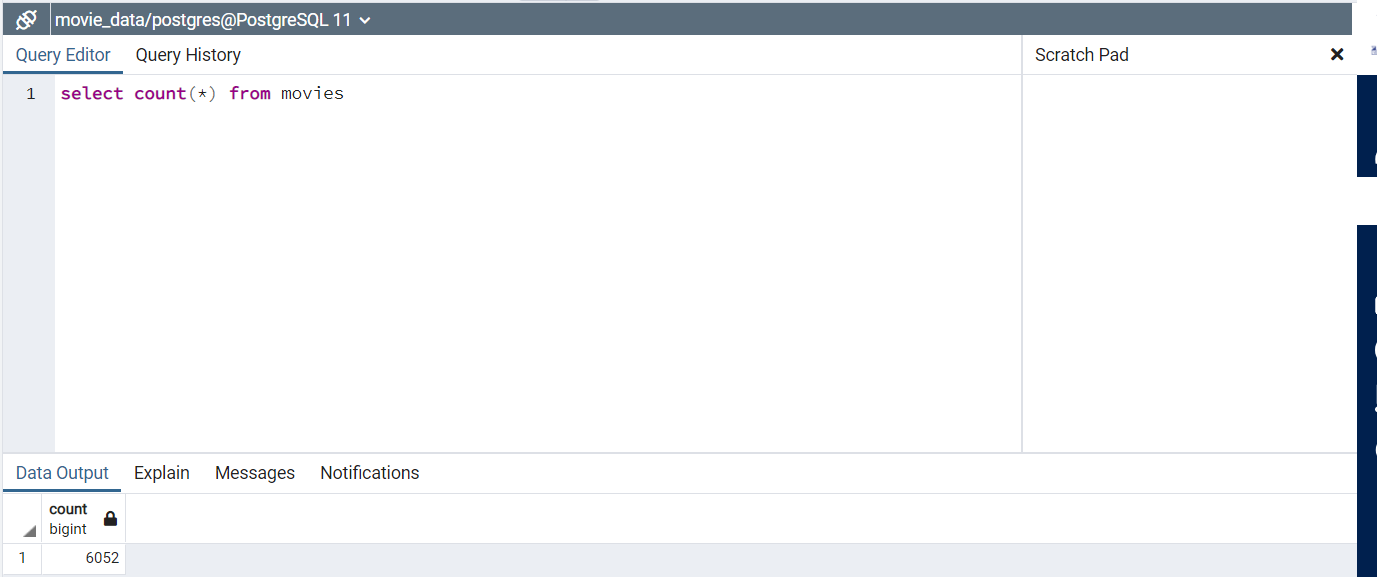 movie_data/postgres@PostgreSQL 11
Query Editor Query History Scratch Pad
1 select count(*) from movies
Data Output Explain Messages Notifications
count
bigint
1 6052